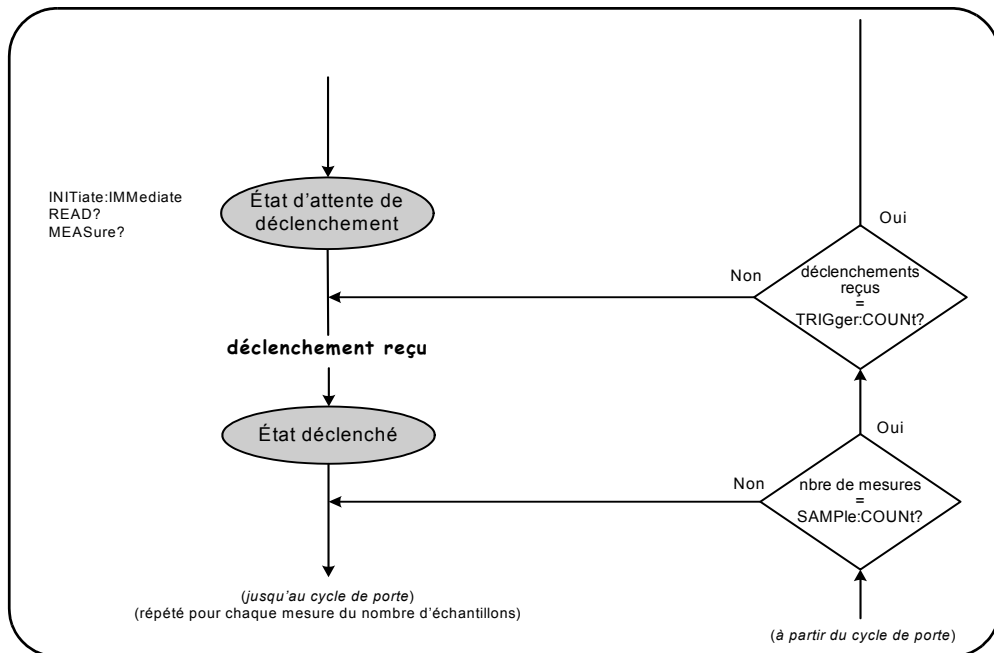 INITiate:IMMediate
READ?
MEASure?
État d'attente de
déclenchement
Oui
Non
déclenchements
reçus
=
TRIGger:COUNt?
déclenchement reçu
État déclenché
Oui
Non
nbre de mesures
=
SAMPle:COUNt?
(jusqu'au cycle de porte)
(répété pour chaque mesure du nombre d'échantillons)
(à partir du cycle de porte)